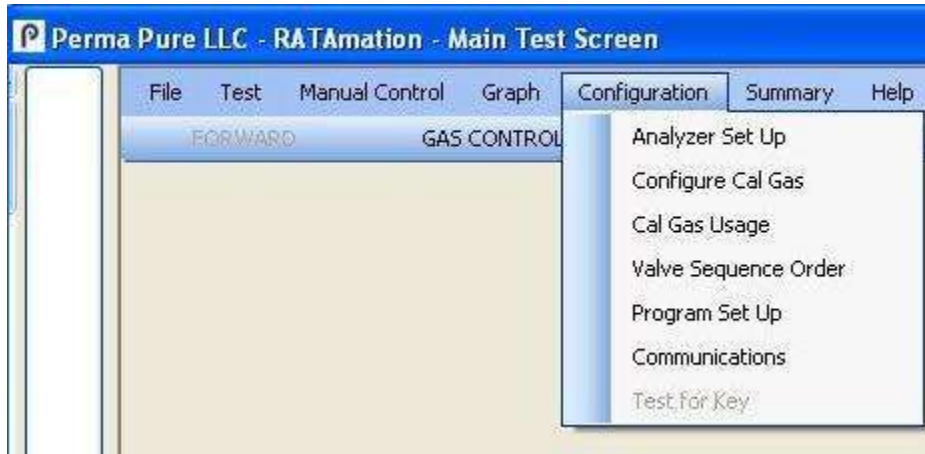 Perma Pure LLC - RATAmation - Main Test Screen
File Test Manual Control Graph Configuration Summary Help
FORWARD GAS CONTROL
Analyzer Set Up
Configure Cal Gas
Cal Gas Usage
Valve Sequence Order
Program Set Up
Communications
Test for Key